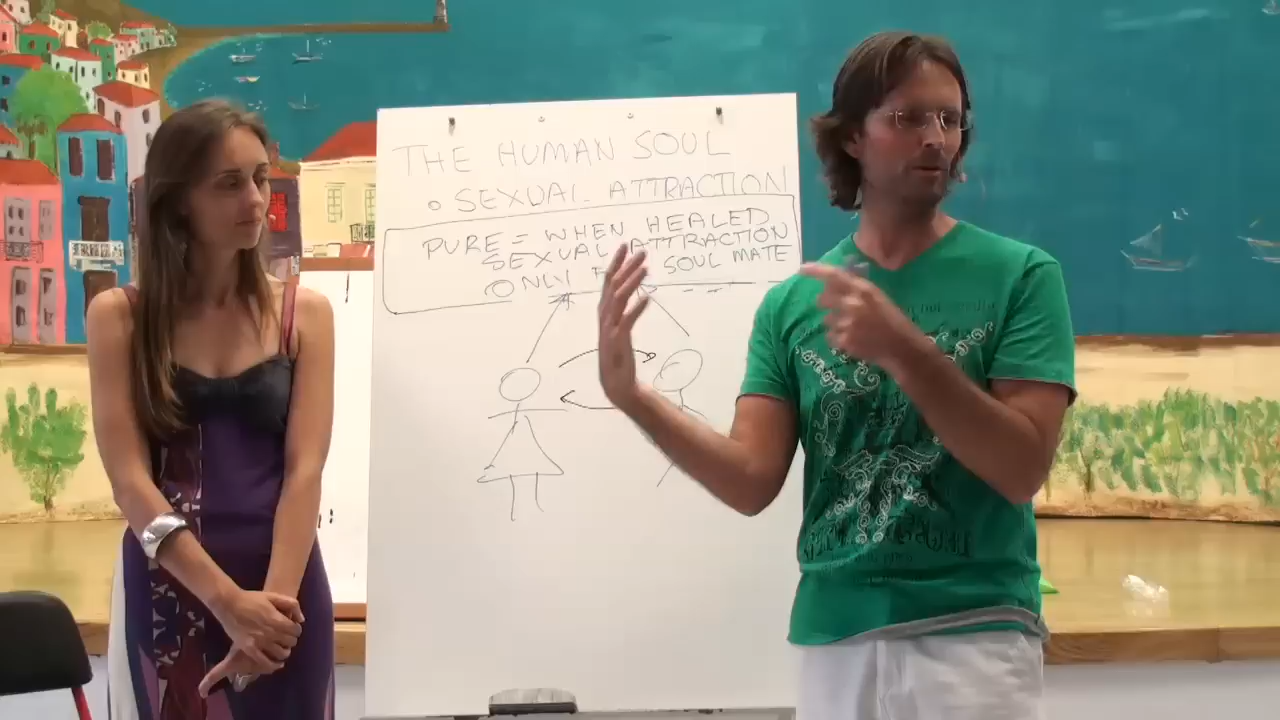 THE HUMAN SOUL
• SEXUAL ATTRACTION
PURE = WHEN HEALED
SEXUAL ATTRACTION
ONLY SOUL MATE